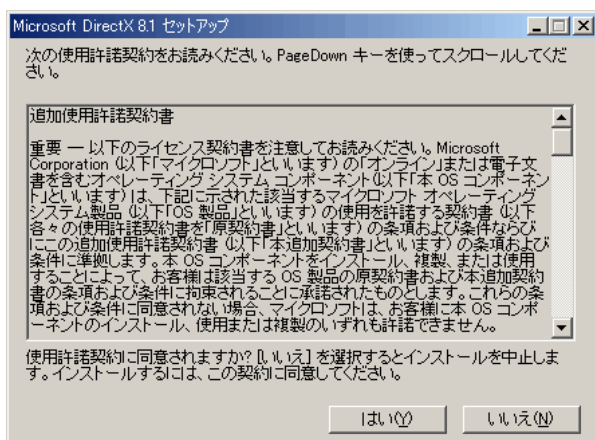 Microsoft DirectX 8.1 セットアップ
次の使用許諾契約をお読みください。PageDown キーを使ってスクロールしてくだ
さい。
追加使用許諾契約書
重要 ― 以下のライセンス契約書を注意してお読みください。Microsoft
Corporation (以下「マイクロソフト」といいます) の「オンライン」または電子文
書を含むオペレーティング システム コンポーネント(以下「本 OS コンポーネン
ト」といいます) は、下記に示された該当するマイクロソフト オペレーティング
システム製品 (以下「OS 製品」といいます) の使用を許諾する契約書 (以下
各々の使用許諾契約書を「原契約書」といいます) の条項および条件ならび
にこの追加使用許諾契約書 (以下「本追加契約書」といいます) の条項および
条件に準拠します。本 OS コンポーネントをインストール、複製、または使用
することによって、お客様は該当する OS 製品の原契約書および本追加契約
書の条項および条件に拘束されることに承諾されたものとします。これらの条
項および条件に同意されない場合、マイクロソフトは、お客様に本 OS コンポ
ーネントのインストール、使用または複製のいずれも許諾できません。
使用許諾契約に同意されますか? [いいえ] を選択するとインストールを中止しま
す。インストールするには、この契約に同意してください。
はい(Y)
いいえ(N)